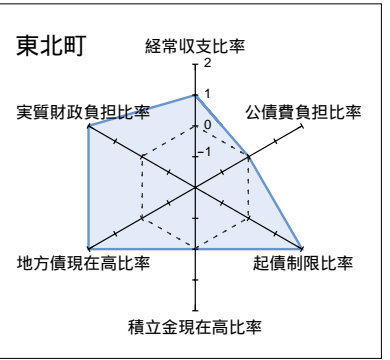 東北町
経常収支比率
2
1
0
−1
公債費負担比率
実質財政負担比率
地方債現在高比率
起債制限比率
積立金現在高比率